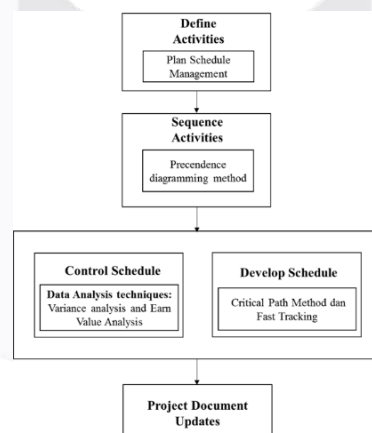 Define
Activities
Plan Schedule
Management
Sequence
Activities
Precendence
diagramming method
Control Schedule
Data Analysis techniques:
Variance analysis and Earn
Value Analysis
Develop Schedule
Critical Path Method dan
Fast Tracking
Project Document
Updates